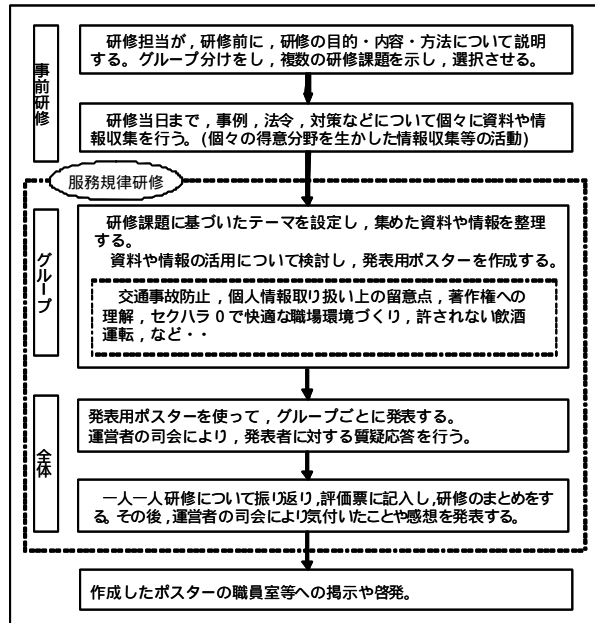 事前研修
研修担当が，研修前に，研修の目的・内容・方法について説明
する。グループ分けをし，複数の研修課題を示し，選択させる。
研修当日まで，事例，法令，対策などについて個々に資料や情
報収集を行う。（個々の得意分野を生かした情報収集等の活動）
服務規律研修
グループ
研修課題に基づいたテーマを設定し，集めた資料や情報を整理
する。
資料や情報の活用について検討し，発表用ポスターを作成する。
交通事故防止，個人情報取り扱い上の留意点，著作権への
理解，セクハラ０で快適な職場環境づくり，許されない飲酒
運転，など・・
全体
発表用ポスターを使って，グループごとに発表する。
運営者の司会により，発表者に対する質疑応答を行う。
一人一人研修について振り返り，評価票に記入し，研修のまとめをす
る。その後，運営者の司会により気付いたことや感想を発表する。
作成したポスターの職員室等への掲示や啓発。